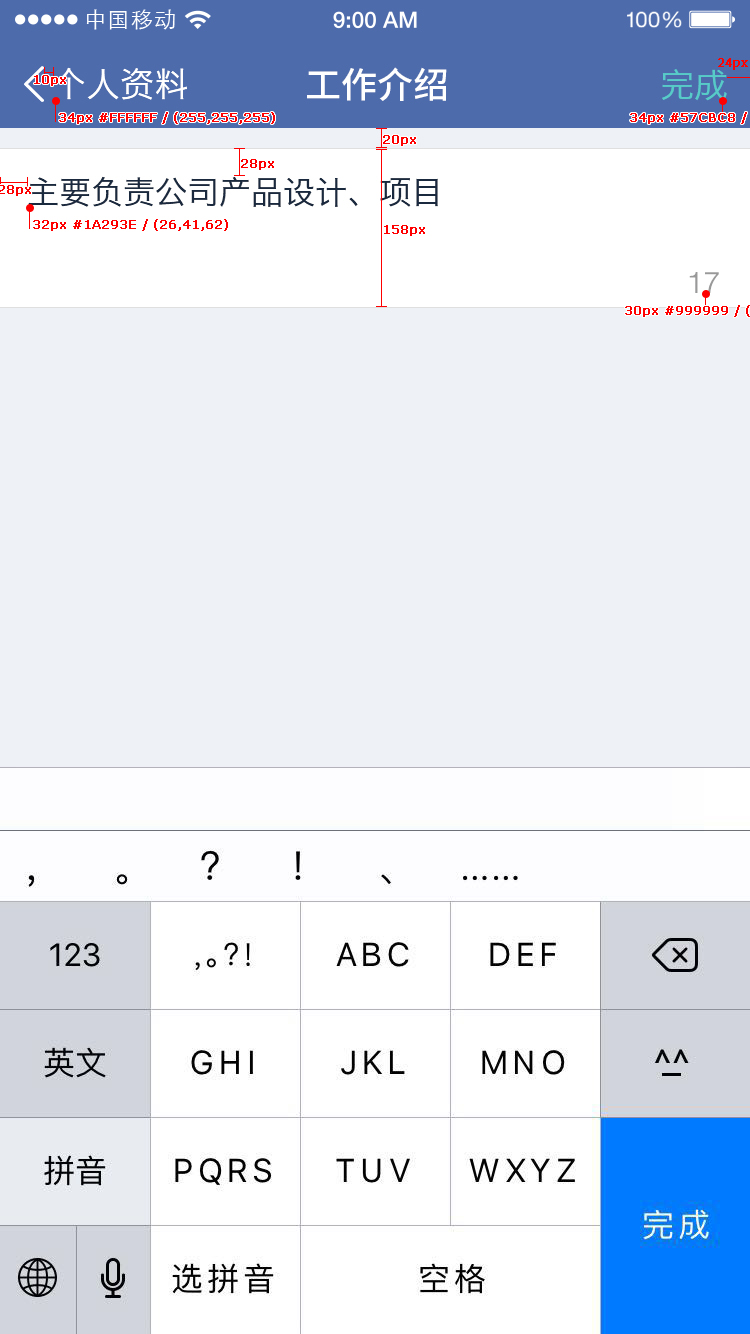 中国移动 9:00 AM 100%
个人资料 工作介绍 完成
10px 24px
34px #FFFFFF / (255,255,255) 34px #57CBC8 /
20px
28px
28px 主要负责公司产品设计、项目
32px #1A293E / (26,41,62) 158px
17
30px #999999 / (
， 。 ? ! 、 ……
123 ,。?! ABC DEF
英文 GHI JKL MNO ^^
拼音 PQRS TUV WXYZ
完成
选拼音 空格